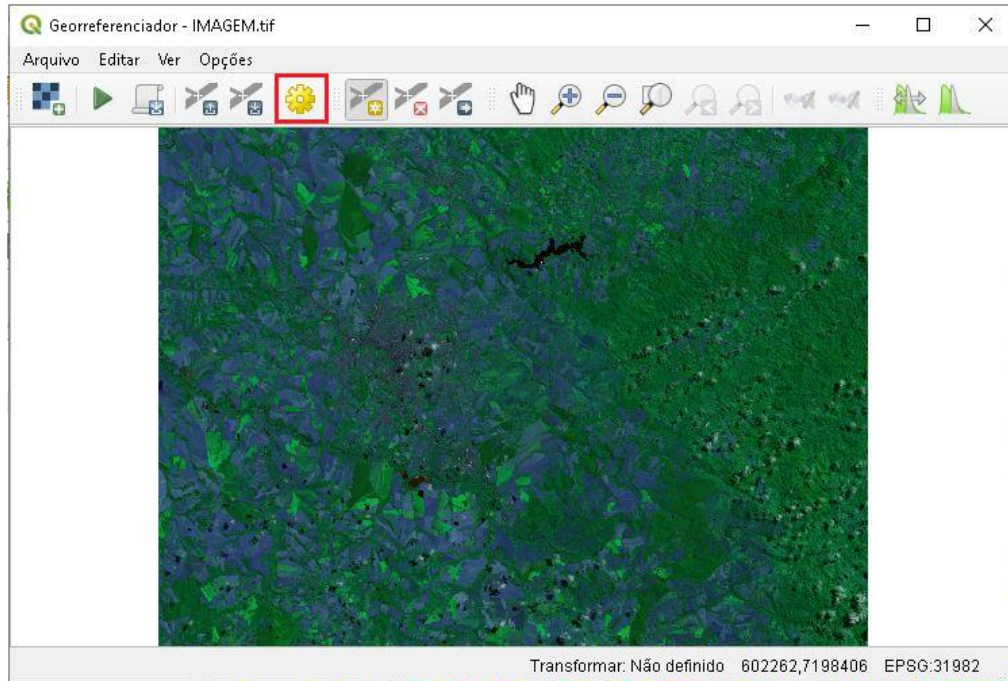 Georreferenciador - IMAGEM.tif
Arquivo Editar Ver Opções
Transformar: Não definido 602262,7198406 EPSG:31982